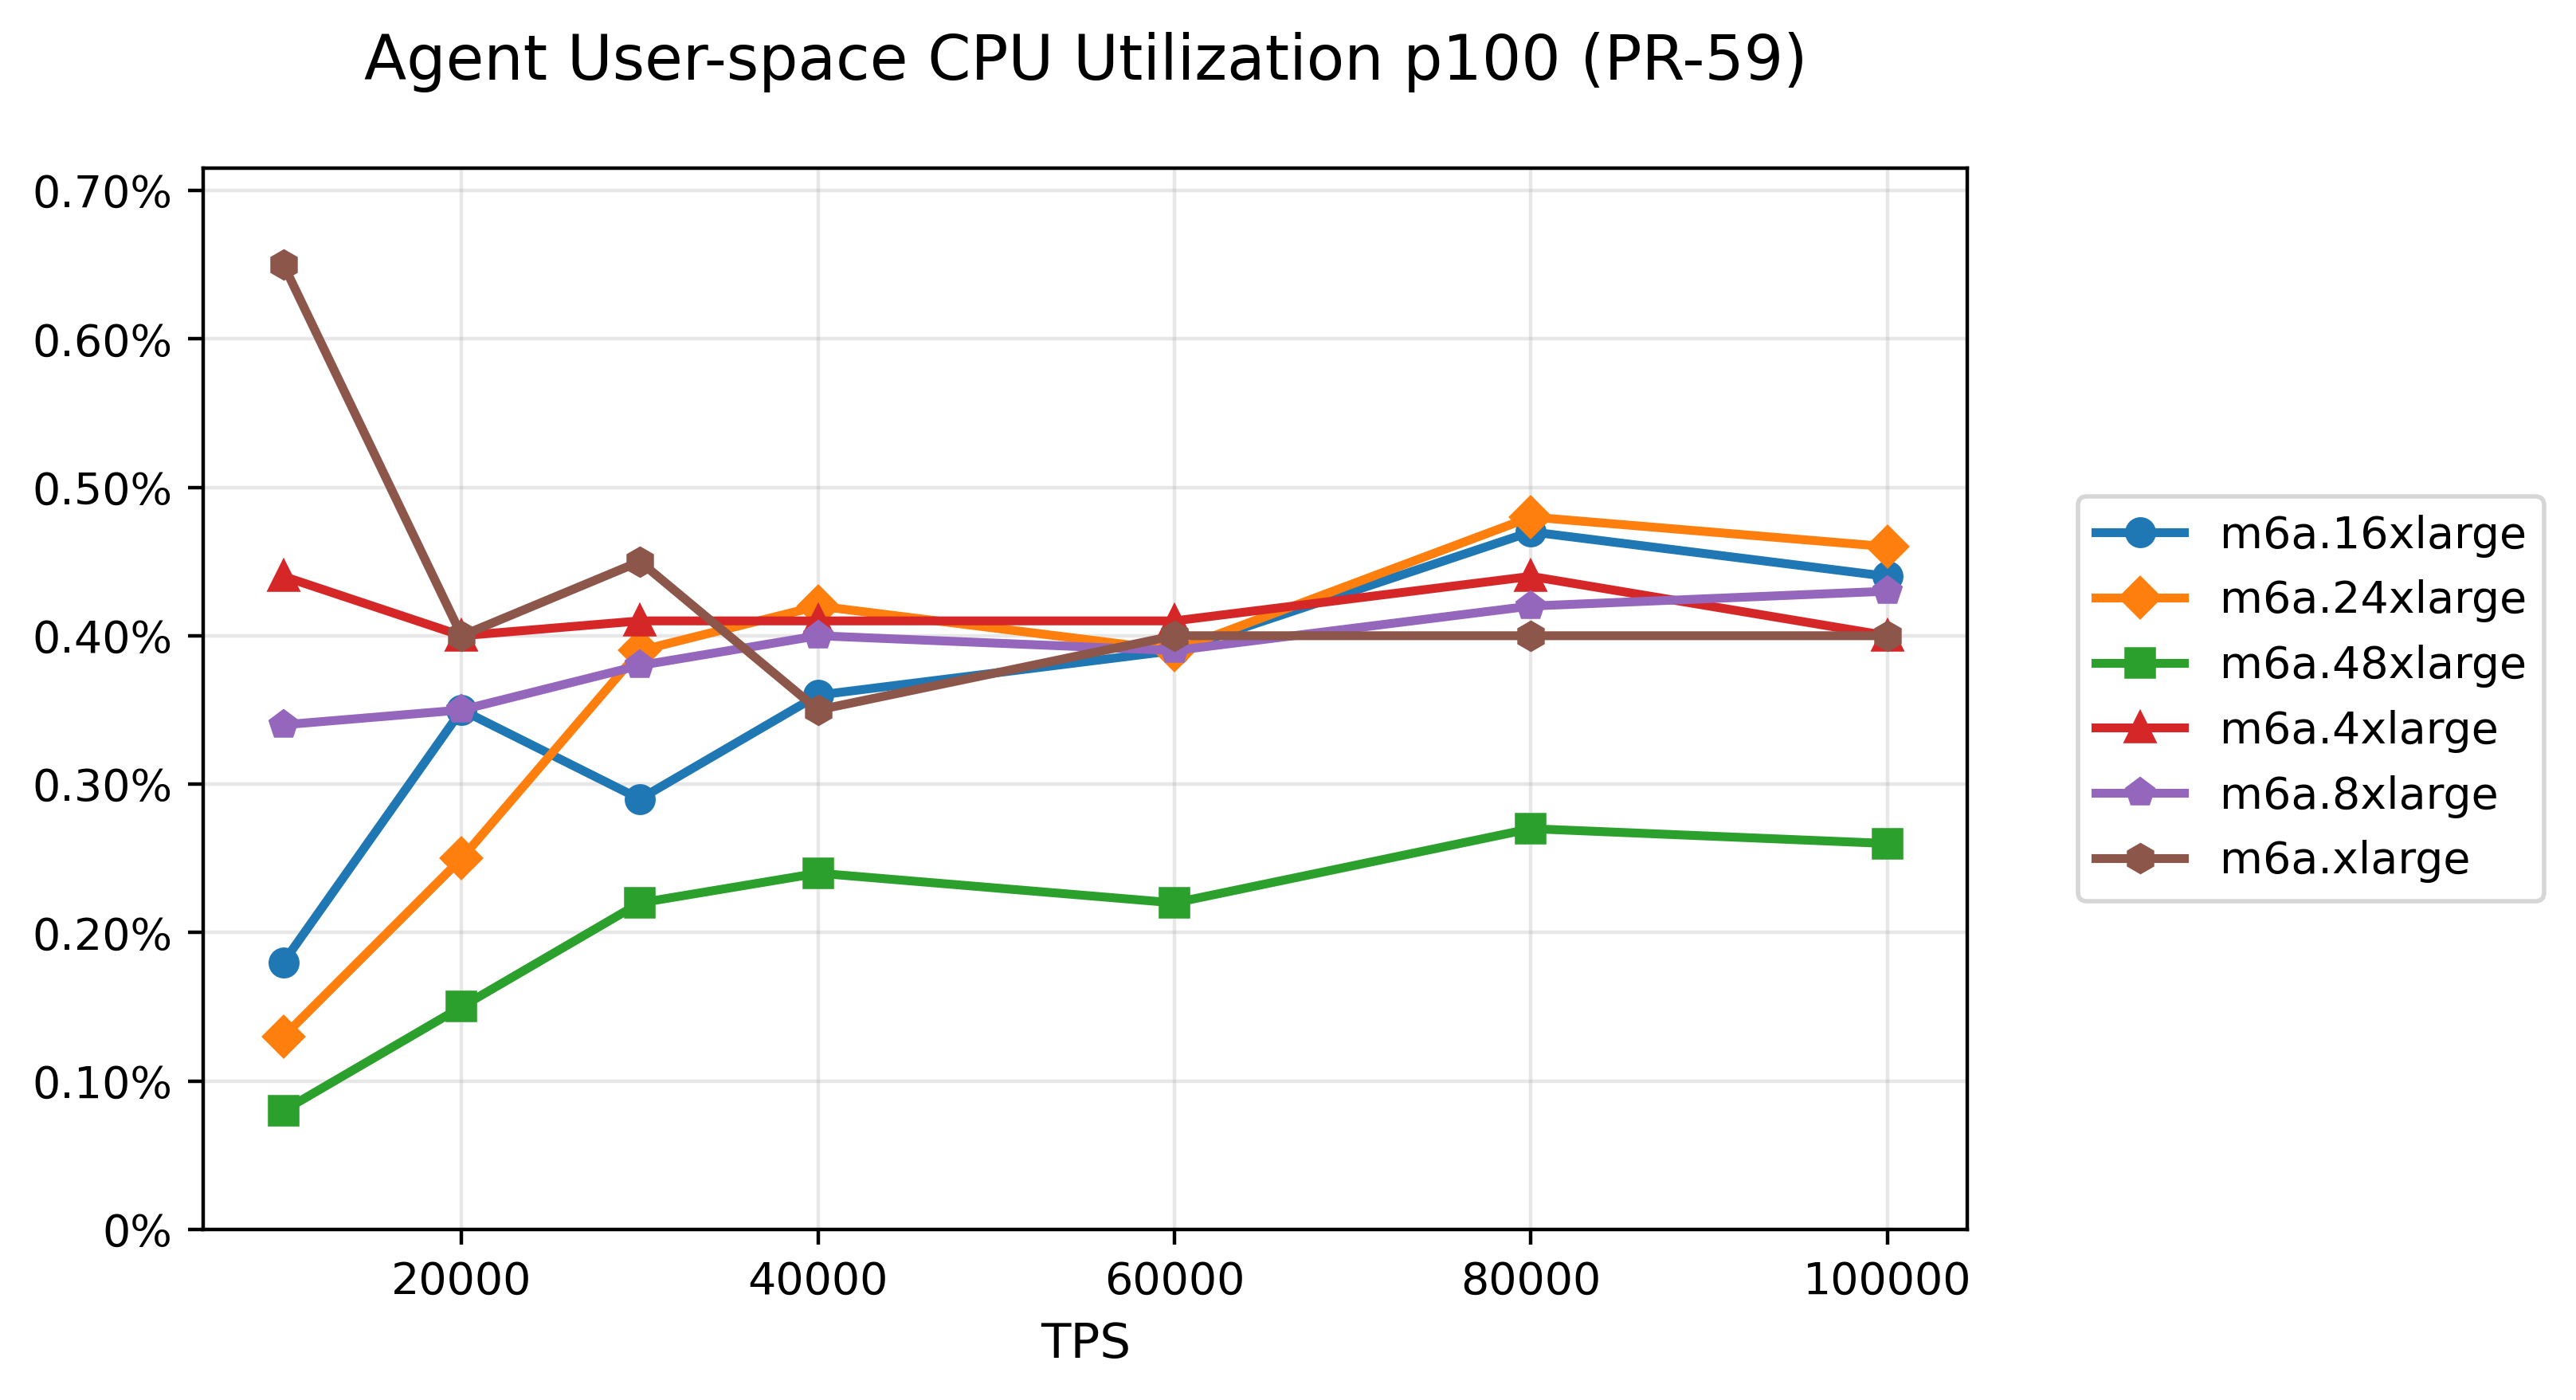 Agent User-space CPU Utilization p100 (PR-59)
0.70%
0.60%
0.50%
0.40%
0.30%
0.20%
0.10%
0%
20000 40000 60000 80000 100000
TPS
m6a.16xlarge
m6a.24xlarge
m6a.48xlarge
m6a.4xlarge
m6a.8xlarge
m6a.xlarge